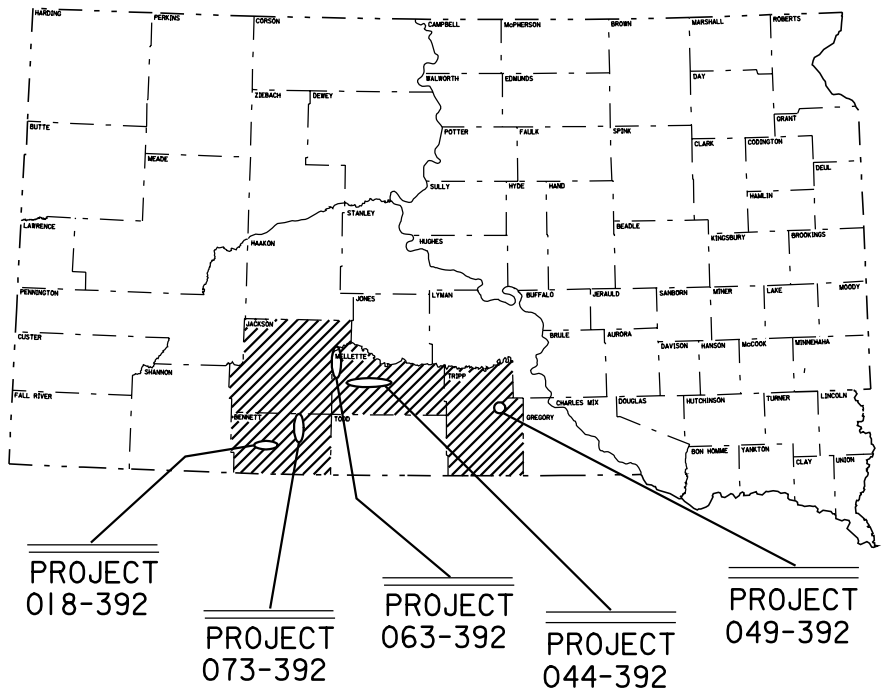 HARDING
PERKINS
CORSON
CAMPBELL
McPHERSON
BROWN
MARSHALL
ROBERTS
WALWORTH
EDMUNDS
DAY
ZIEBACH
DEWEY
GRANT
BUTTE
POTTER
FAULK
SPINK
CLARK
CODINGTON
MEADE
DEUL
SULLY
HYDE
HAND
HAMLIN
STANLEY
LAWRENCE
BEADLE
HAAKON
HUGHES
KINGSBURY
BROOKINGS
PENNINGTON
JONES
LYMAN
BUFFALO
JERAULD
SANBORN
MINER
LAKE
MOODY
JACKSON
CUSTER
BRULE
AURORA
DAVISON
HANSON
McCOOK
MINNEHAHA
MELLETTE
SHANNON
TRIPP
FALL RIVER
CHARLES MIX
DOUGLAS
HUTCHINSON
TURNER
LINCOLN
BENNETT
TODD
GREGORY
BON HOMME
YANKTON
CLAY
UNION
PROJECT
018-392
PROJECT
073-392
PROJECT
063-392
PROJECT
044-392
PROJECT
049-392